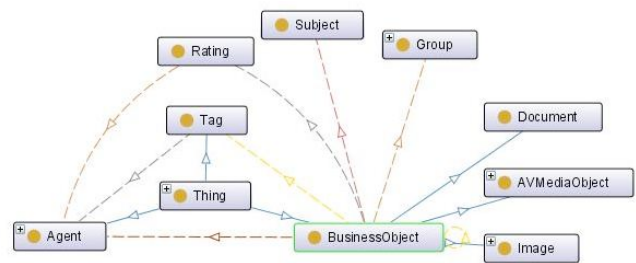 Subject
Group
Rating
Tag
Document
Thing
AVMediaObject
Agent
BusinessObject
Image